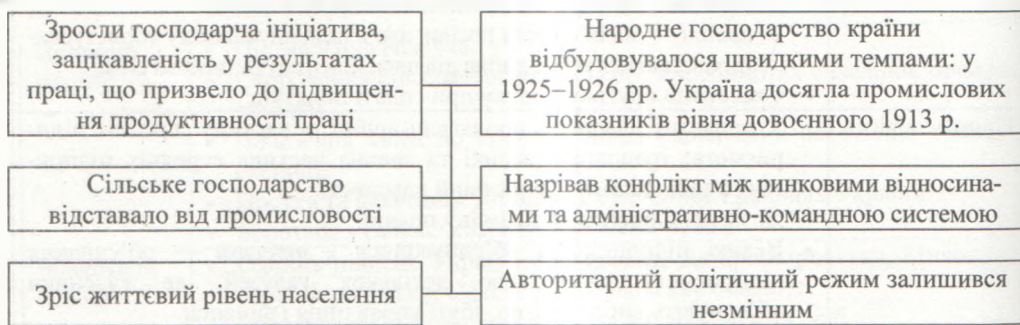 Зросли господарча ініціатива,
зацікавленість у результатах
праці, що призвело до підвищен-
ня продуктивності праці
Народне господарство країни
відбудовувалося швидкими темпами: у
1925–1926 рр. Україна досягла промислових
показників рівня довоєнного 1913 р.
Сільське господарство
відставало від промисловості
Назрівав конфлікт між ринковими відносина-
ми та адміністративно-командною системою
Зріс життєвий рівень населення
Авторитарний політичний режим залишився
незмінним